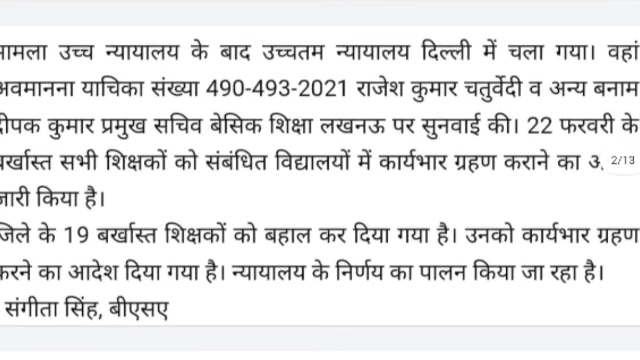 मामला उच्च न्यायालय के बाद उच्चतम न्यायालय दिल्ली में चला गया। वहां
अवमानना याचिका संख्या 490-493-2021 राजेश कुमार चतुर्वेदी व अन्य बनाम
दीपक कुमार प्रमुख सचिव बेसिक शिक्षा लखनऊ पर सुनवाई की। 22 फरवरी के
बर्खास्त सभी शिक्षकों को संबंधित विद्यालयों में कार्यभार ग्रहण कराने का 2/13
जारी किया है।
जिले के 19 बर्खास्त शिक्षकों को बहाल कर दिया गया है। उनको कार्यभार ग्रहण
करने का आदेश दिया गया है। न्यायालय के निर्णय का पालन किया जा रहा है।
संगीता सिंह, बीएसए